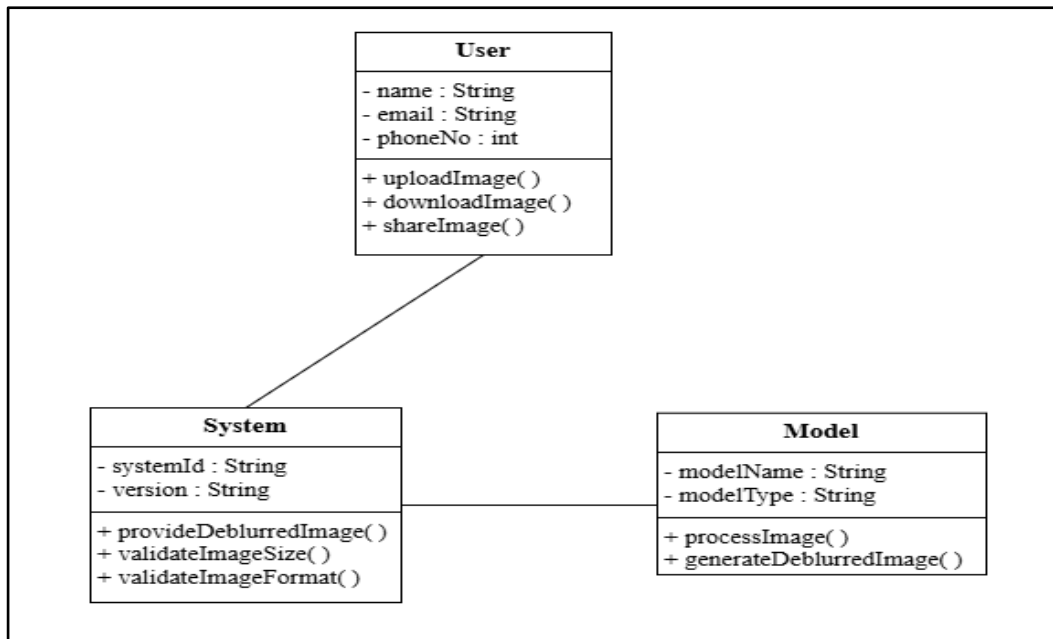 User
- name : String
- email : String
- phoneNo : int
+ uploadImage( )
+ downloadImage( )
+ shareImage( )
System
- systemId : String
- version : String
+ provideDeblurredImage( )
+ validateImageSize( )
+ validateImageFormat( )
Model
- modelName : String
- modelType : String
+ processImage( )
+ generateDeblurredImage( )